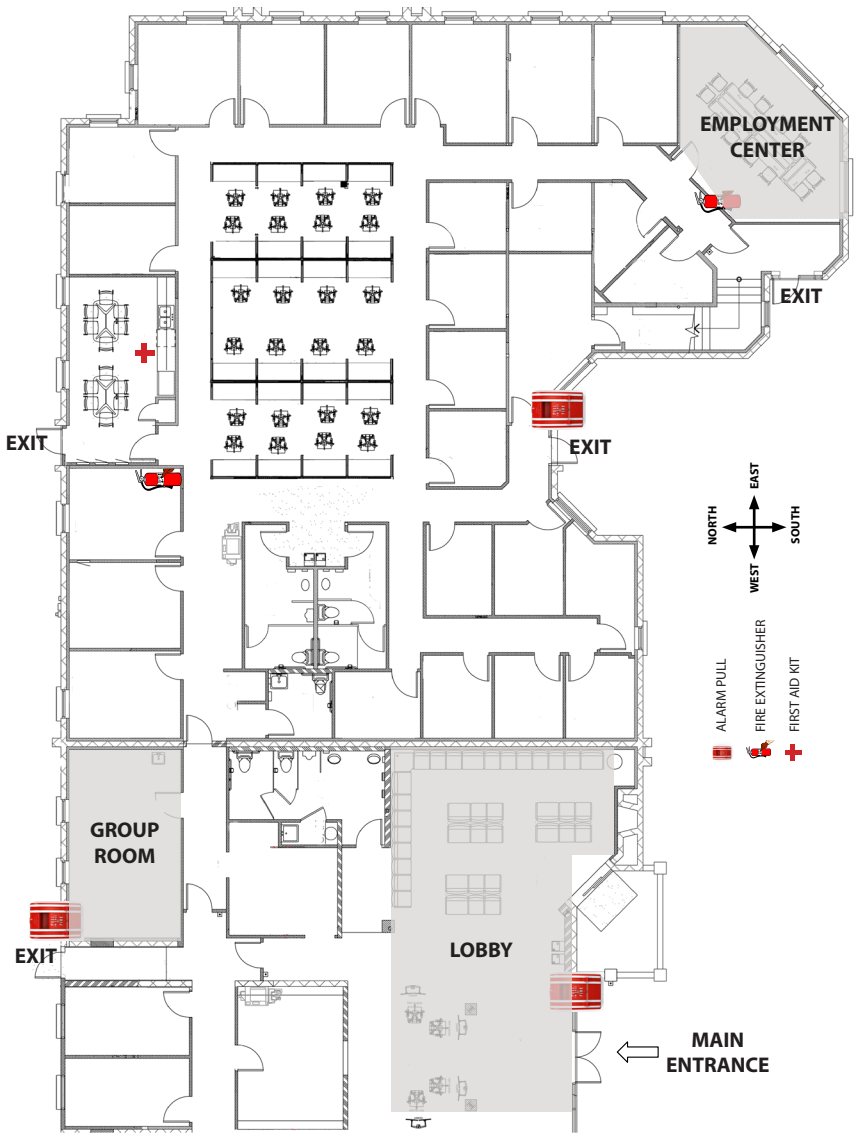 EMPLOYMENT
CENTER
EXIT
EXIT
EXIT
EAST
NORTH
SOUTH
WEST
ALARM PULL
FIRE EXTINGUISHER
FIRST AID KIT
GROUP
ROOM
LOBBY
EXIT
MAIN
ENTRANCE